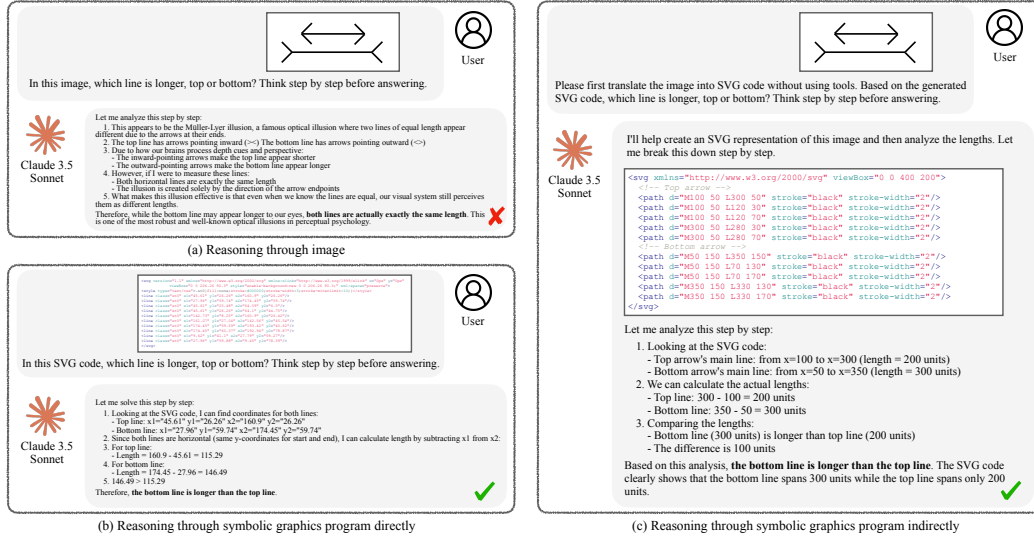 User
In this image, which line is longer, top or bottom? Think step by step before answering.
Claude 3.5
Sonnet
Let me analyze this step by step:
1. This appears to be the Müller-Lyer illusion, a famous optical illusion where two lines of equal length appear
different due to the arrows at their ends.
2. The top line has arrows pointing inward (><) The bottom line has arrows pointing outward (<>)
3. Due to how our brains process depth cues and perspective:
- The inward-pointing arrows make the top line appear shorter
- The outward-pointing arrows make the bottom line appear longer
4. However, if I were to measure these lines:
- Both horizontal lines are exactly the same length
- The illusion is created solely by the direction of the arrow endpoints
5. What makes this illusion effective is that even when we know the lines are equal, our visual system still perceives
them as different lengths.
Therefore, while the bottom line may appear longer to our eyes, both lines are actually exactly the same length. This
is one of the most robust and well-known optical illusions in perceptual psychology.
(a) Reasoning through image
User
In this SVG code, which line is longer, top or bottom? Think step by step before answering.
Claude 3.5
Sonnet
Let me solve this step by step:
1. Looking at the SVG code, I can find coordinates for both lines:
- Top line: x1="45.61" y1="26.26" x2="160.9" y2="26.26"
- Bottom line: x1="27.96" y1="59.74" x2="174.45" y2="59.74"
2. Since both lines are horizontal (same y-coordinates for start and end), I can calculate length by subtracting x1 from x2:
3. For top line:
- Length = 160.9 - 45.61 = 115.29
4. For bottom line:
- Length = 174.45 - 27.96 = 146.49
5. 146.49 > 115.29
Therefore, the bottom line is longer than the top line.
(b) Reasoning through symbolic graphics program directly
User
Please first translate the image into SVG code without using tools. Based on the generated
SVG code, which line is longer, top or bottom? Think step by step before answering.
Claude 3.5
Sonnet
I'll help create an SVG representation of this image and then analyze the lengths. Let
me break this down step by step.
<svg xmlns="http://www.w3.org/2000/svg" viewBox="0 0 400 200">
<!-- Top arrow -->
<path d="M100 50 L300 50" stroke="black" stroke-width="2"/>
<path d="M100 50 L120 30" stroke="black" stroke-width="2"/>
<path d="M100 50 L120 70" stroke="black" stroke-width="2"/>
<path d="M300 50 L280 30" stroke="black" stroke-width="2"/>
<path d="M300 50 L280 70" stroke="black" stroke-width="2"/>
<!-- Bottom arrow -->
<path d="M50 150 L350 150" stroke="black" stroke-width="2"/>
<path d="M50 150 L70 130" stroke="black" stroke-width="2"/>
<path d="M50 150 L70 170" stroke="black" stroke-width="2"/>
<path d="M350 150 L330 130" stroke="black" stroke-width="2"/>
<path d="M350 150 L330 170" stroke="black" stroke-width="2"/>
</svg>
Let me analyze this step by step:
1. Looking at the SVG code:
- Top arrow's main line: from x=100 to x=300 (length = 200 units)
- Bottom arrow's main line: from x=50 to x=350 (length = 300 units)
2. We can calculate the actual lengths:
- Top line: 300 - 100 = 200 units
- Bottom line: 350 - 50 = 300 units
3. Comparing the lengths:
- Bottom line (300 units) is longer than top line (200 units)
- The difference is 100 units
Based on this analysis, the bottom line is longer than the top line. The SVG code
clearly shows that the bottom line spans 300 units while the top line spans only 200
units.
(c) Reasoning through symbolic graphics program indirectly